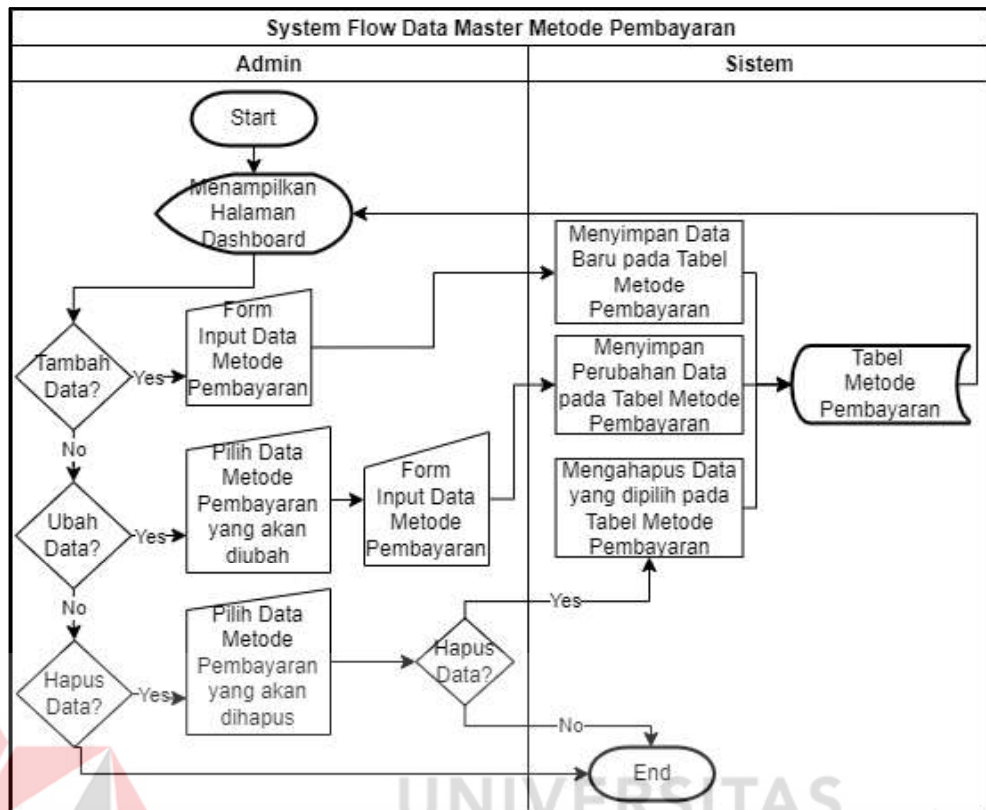 System Flow Data Master Metode Pembayaran
Admin
Sistem
Start
Menampilkan
Halaman
Dashboard
Menyimpan Data
Baru pada Tabel
Metode
Pembayaran
Form
Input Data
Metode
Pembayaran
Tambah
Data?
Yes
Menyimpan
Perubahan Data
pada Tabel Metode
Pembayaran
Tabel
Metode
Pembayaran
No
Pilih Data
Metode
Pembayaran
yang akan
diubah
Form
Input Data
Metode
Pembayaran
Mengahapus Data
yang dipilih pada
Tabel Metode
Pembayaran
Ubah
Data?
Yes
No
Pilih Data
Metode
Pembayaran
yang akan
dihapus
Yes
Hapus
Data?
Hapus
Data?
Yes
No
End
UNIVERSITAS